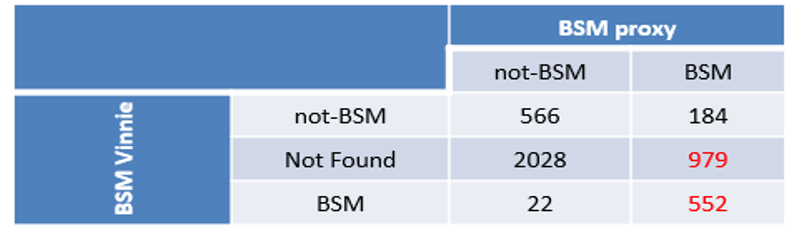 BSM proxy
not-BSM BSM
BSM Vinnie
not-BSM 566 184
Not Found 2028 979
BSM 22 552